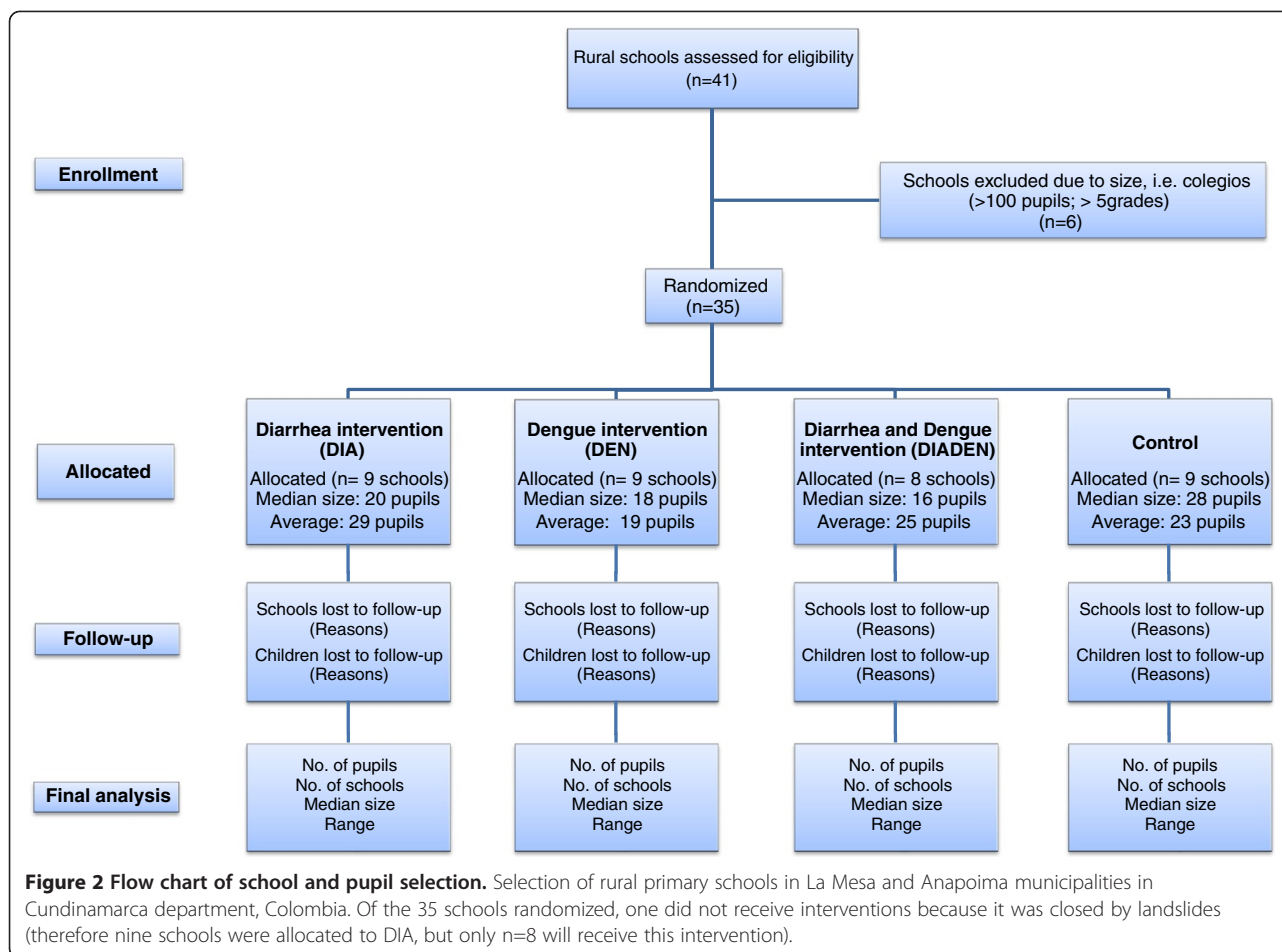 Rural schools assessed for eligibility
(n=41)
Enrollment
Schools excluded due to size, i.e. colegios
(>100 pupils; > 5grades)
(n=6)
Randomized
(n=35)
Allocated
Diarrhea intervention
(DIA)
Allocated (n= 9 schools)
Median size: 20 pupils
Average: 29 pupils
Dengue intervention
(DEN)
Allocated (n= 9 schools)
Median size: 18 pupils
Average: 19 pupils
Diarrhea and Dengue
intervention (DIADEN)
Allocated (n= 8 schools)
Median size: 16 pupils
Average: 25 pupils
Control
Allocated (n= 9 schools)
Median size: 28 pupils
Average: 23 pupils
Follow-up
Schools lost to follow-up
(Reasons)
Children lost to follow-up
(Reasons)
Schools lost to follow-up
(Reasons)
Children lost to follow-up
(Reasons)
Schools lost to follow-up
(Reasons)
Children lost to follow-up
(Reasons)
Schools lost to follow-up
(Reasons)
Children lost to follow-up
(Reasons)
Final analysis
No. of pupils
No. of schools
Median size
Range
No. of pupils
No. of schools
Median size
Range
No. of pupils
No. of schools
Median size
Range
No. of pupils
No. of schools
Median size
Range
Figure 2 Flow chart of school and pupil selection. Selection of rural primary schools in La Mesa and Anapoima municipalities in
Cundinamarca department, Colombia. Of the 35 schools randomized, one did not receive interventions because it was closed by landslides
(therefore nine schools were allocated to DIA, but only n=8 will receive this intervention).